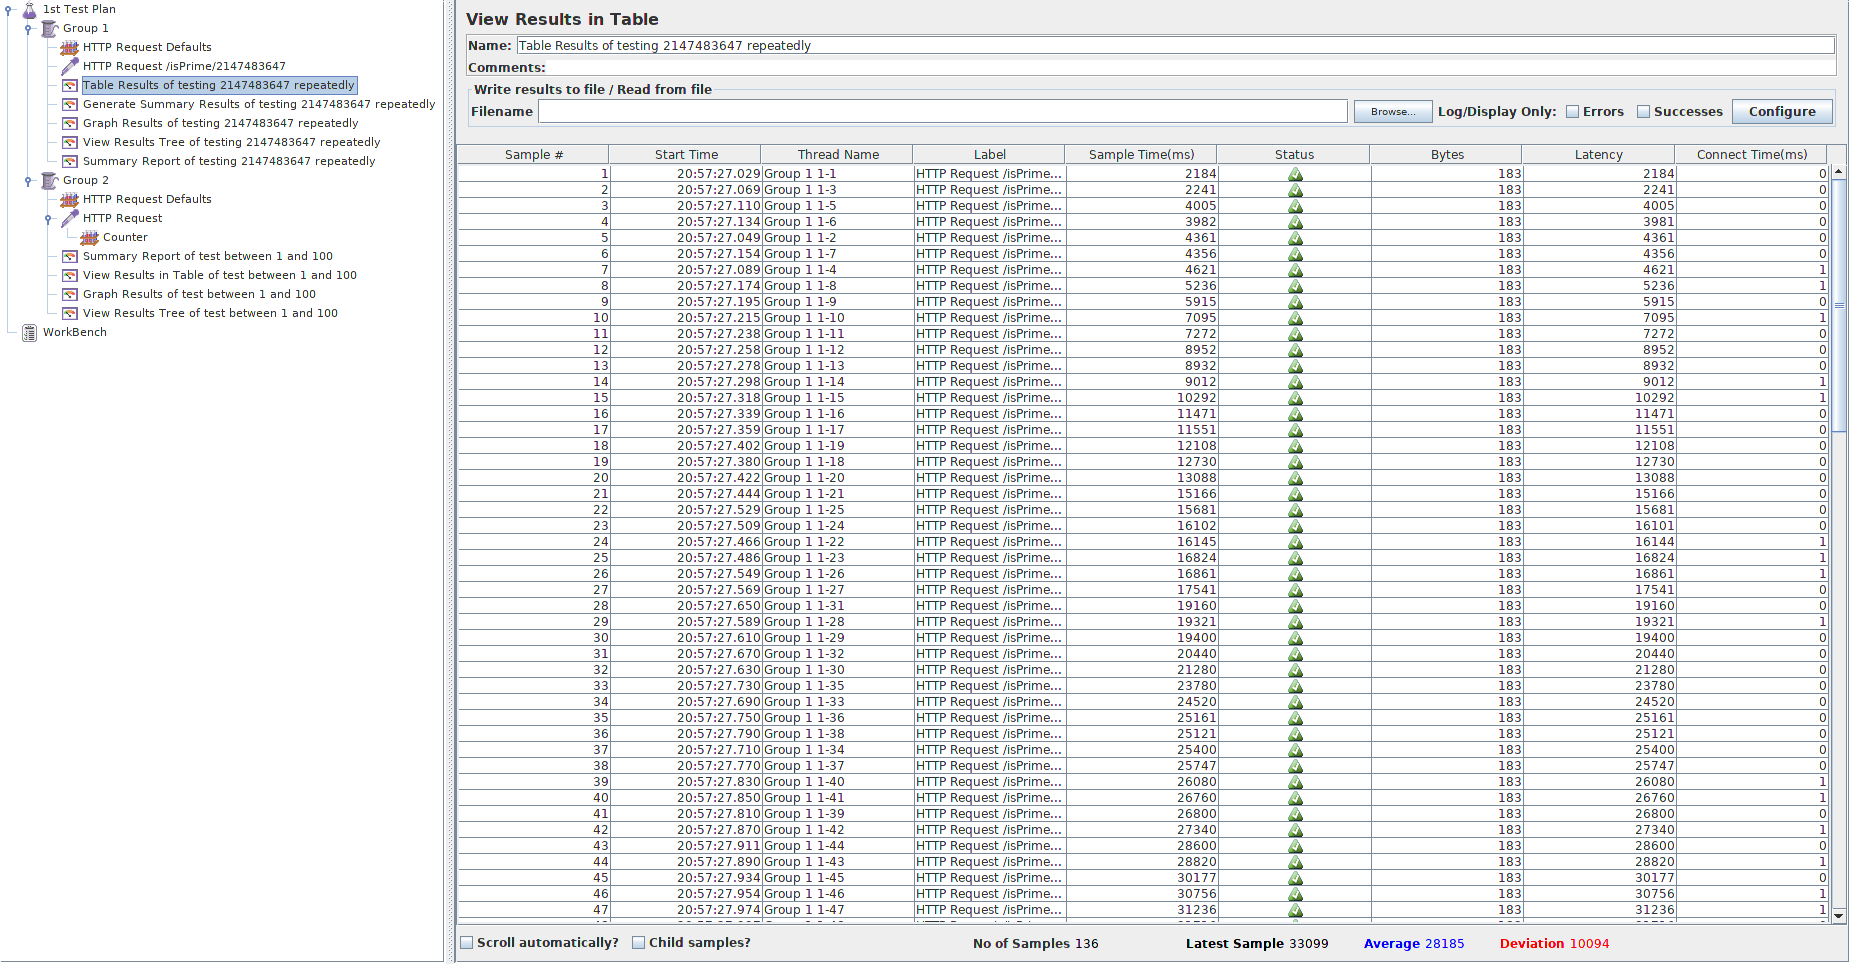 1st Test Plan
Group 1
HTTP Request Defaults
HTTP Request /isPrime/2147483647
Table Results of testing 2147483647 repeatedly
Generate Summary Results of testing 2147483647 repeatedly
Graph Results of testing 2147483647 repeatedly
View Results Tree of testing 2147483647 repeatedly
Summary Report of testing 2147483647 repeatedly
Group 2
HTTP Request Defaults
HTTP Request
Counter
Summary Report of test between 1 and 100
View Results in Table of test between 1 and 100
Graph Results of test between 1 and 100
View Results Tree of test between 1 and 100
WorkBench
View Results in Table
Name: Table Results of testing 2147483647 repeatedly
Comments:
Write results to file / Read from file
Filename Browse... Log/Display Only: Errors Successes Configure
Sample # Start Time Thread Name Label Sample Time(ms) Status Bytes Latency Connect Time(ms)
1 20:57:27.029 Group 1 1-1 HTTP Request /isPrime... 2184 183 2184 0
2 20:57:27.069 Group 1 1-3 HTTP Request /isPrime... 2241 183 2241 0
3 20:57:27.110 Group 1 1-5 HTTP Request /isPrime... 4005 183 4005 0
4 20:57:27.134 Group 1 1-6 HTTP Request /isPrime... 3982 183 3981 0
5 20:57:27.049 Group 1 1-2 HTTP Request /isPrime... 4361 183 4361 0
6 20:57:27.154 Group 1 1-7 HTTP Request /isPrime... 4356 183 4356 0
7 20:57:27.089 Group 1 1-4 HTTP Request /isPrime... 4621 183 4621 1
8 20:57:27.174 Group 1 1-8 HTTP Request /isPrime... 5236 183 5236 1
9 20:57:27.195 Group 1 1-9 HTTP Request /isPrime... 5915 183 5915 0
10 20:57:27.215 Group 1 1-10 HTTP Request /isPrime... 7095 183 7095 1
11 20:57:27.238 Group 1 1-11 HTTP Request /isPrime... 7272 183 7272 0
12 20:57:27.258 Group 1 1-12 HTTP Request /isPrime... 8952 183 8952 0
13 20:57:27.278 Group 1 1-13 HTTP Request /isPrime... 8932 183 8932 0
14 20:57:27.298 Group 1 1-14 HTTP Request /isPrime... 9012 183 9012 1
15 20:57:27.318 Group 1 1-15 HTTP Request /isPrime... 10292 183 10292 1
16 20:57:27.339 Group 1 1-16 HTTP Request /isPrime... 11471 183 11471 0
17 20:57:27.359 Group 1 1-17 HTTP Request /isPrime... 11551 183 11551 0
18 20:57:27.402 Group 1 1-19 HTTP Request /isPrime... 12108 183 12108 0
19 20:57:27.380 Group 1 1-18 HTTP Request /isPrime... 12730 183 12730 0
20 20:57:27.422 Group 1 1-20 HTTP Request /isPrime... 13088 183 13088 0
21 20:57:27.444 Group 1 1-21 HTTP Request /isPrime... 15166 183 15166 0
22 20:57:27.529 Group 1 1-25 HTTP Request /isPrime... 15681 183 15681 0
23 20:57:27.509 Group 1 1-24 HTTP Request /isPrime... 16102 183 16101 0
24 20:57:27.466 Group 1 1-22 HTTP Request /isPrime... 16145 183 16144 1
25 20:57:27.486 Group 1 1-23 HTTP Request /isPrime... 16824 183 16824 1
26 20:57:27.549 Group 1 1-26 HTTP Request /isPrime... 16861 183 16861 1
27 20:57:27.569 Group 1 1-27 HTTP Request /isPrime... 17541 183 17541 0
28 20:57:27.650 Group 1 1-31 HTTP Request /isPrime... 19160 183 19160 0
29 20:57:27.589 Group 1 1-28 HTTP Request /isPrime... 19321 183 19321 1
30 20:57:27.610 Group 1 1-29 HTTP Request /isPrime... 19400 183 19400 0
31 20:57:27.670 Group 1 1-32 HTTP Request /isPrime... 20440 183 20440 0
32 20:57:27.630 Group 1 1-30 HTTP Request /isPrime... 21280 183 21280 0
33 20:57:27.730 Group 1 1-35 HTTP Request /isPrime... 23780 183 23780 0
34 20:57:27.690 Group 1 1-33 HTTP Request /isPrime... 24520 183 24520 0
35 20:57:27.750 Group 1 1-36 HTTP Request /isPrime... 25161 183 25161 0
36 20:57:27.790 Group 1 1-38 HTTP Request /isPrime... 25121 183 25121 0
37 20:57:27.710 Group 1 1-34 HTTP Request /isPrime... 25400 183 25400 0
38 20:57:27.770 Group 1 1-37 HTTP Request /isPrime... 25747 183 25747 0
39 20:57:27.830 Group 1 1-40 HTTP Request /isPrime... 26080 183 26080 1
40 20:57:27.850 Group 1 1-41 HTTP Request /isPrime... 26760 183 26760 1
41 20:57:27.810 Group 1 1-39 HTTP Request /isPrime... 26800 183 26800 0
42 20:57:27.870 Group 1 1-42 HTTP Request /isPrime... 27340 183 27340 1
43 20:57:27.911 Group 1 1-44 HTTP Request /isPrime... 28600 183 28600 0
44 20:57:27.890 Group 1 1-43 HTTP Request /isPrime... 28820 183 28820 1
45 20:57:27.934 Group 1 1-45 HTTP Request /isPrime... 30177 183 30177 0
46 20:57:27.954 Group 1 1-46 HTTP Request /isPrime... 30756 183 30756 1
47 20:57:27.974 Group 1 1-47 HTTP Request /isPrime... 31236 183 31236 1
Scroll automatically? Child samples? No of Samples 136 Latest Sample 33099 Average 28185 Deviation 10094